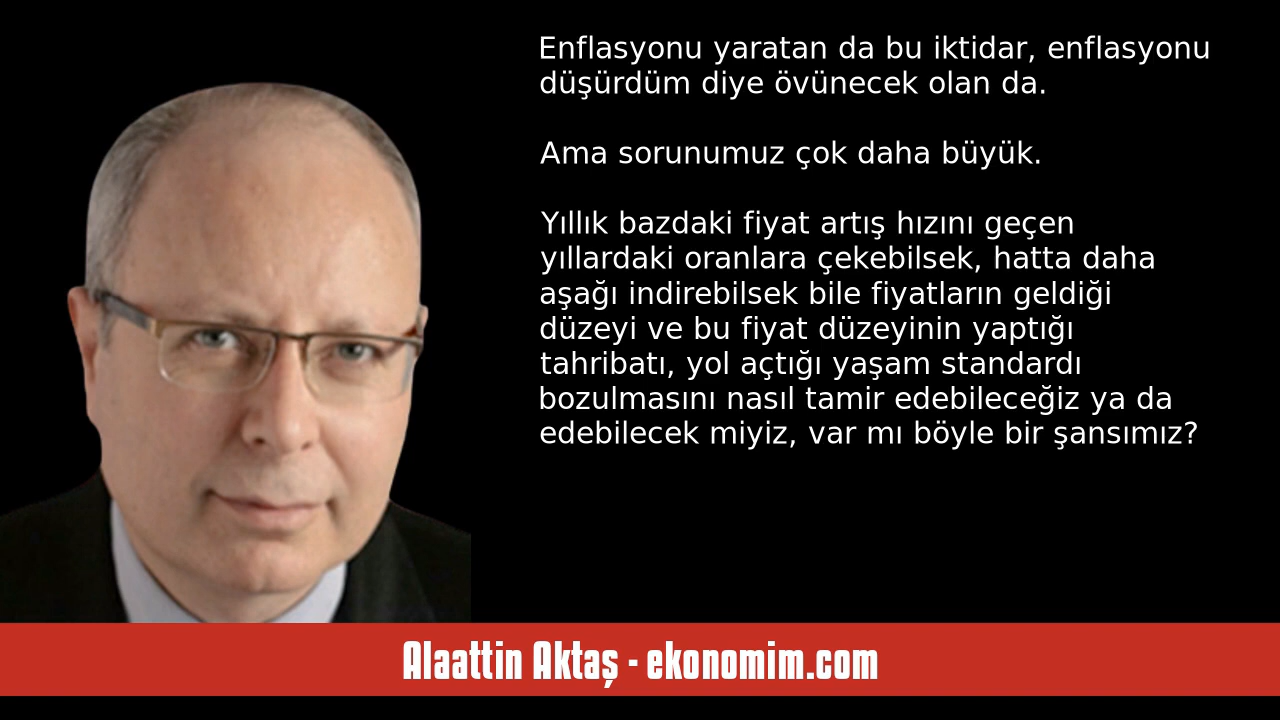 Enflasyonu yaratan da bu iktidar, enflasyonu
düşürdüm diye övünecek olan da.
Ama sorunumuz çok daha büyük.
Yıllık bazdaki fiyat artış hızını geçen
yıllardaki oranlara çekebilsek, hatta daha
aşağı indirebilsek bile fiyatların geldiği
düzeyi ve bu fiyat düzeyinin yaptığı
tahribatı, yol açtığı yaşam standardı
bozulmasını nasıl tamir edebileceğiz ya da
edebilecek miyiz, var mı böyle bir şansımız?
Alaattin Aktaş - ekonomim.com